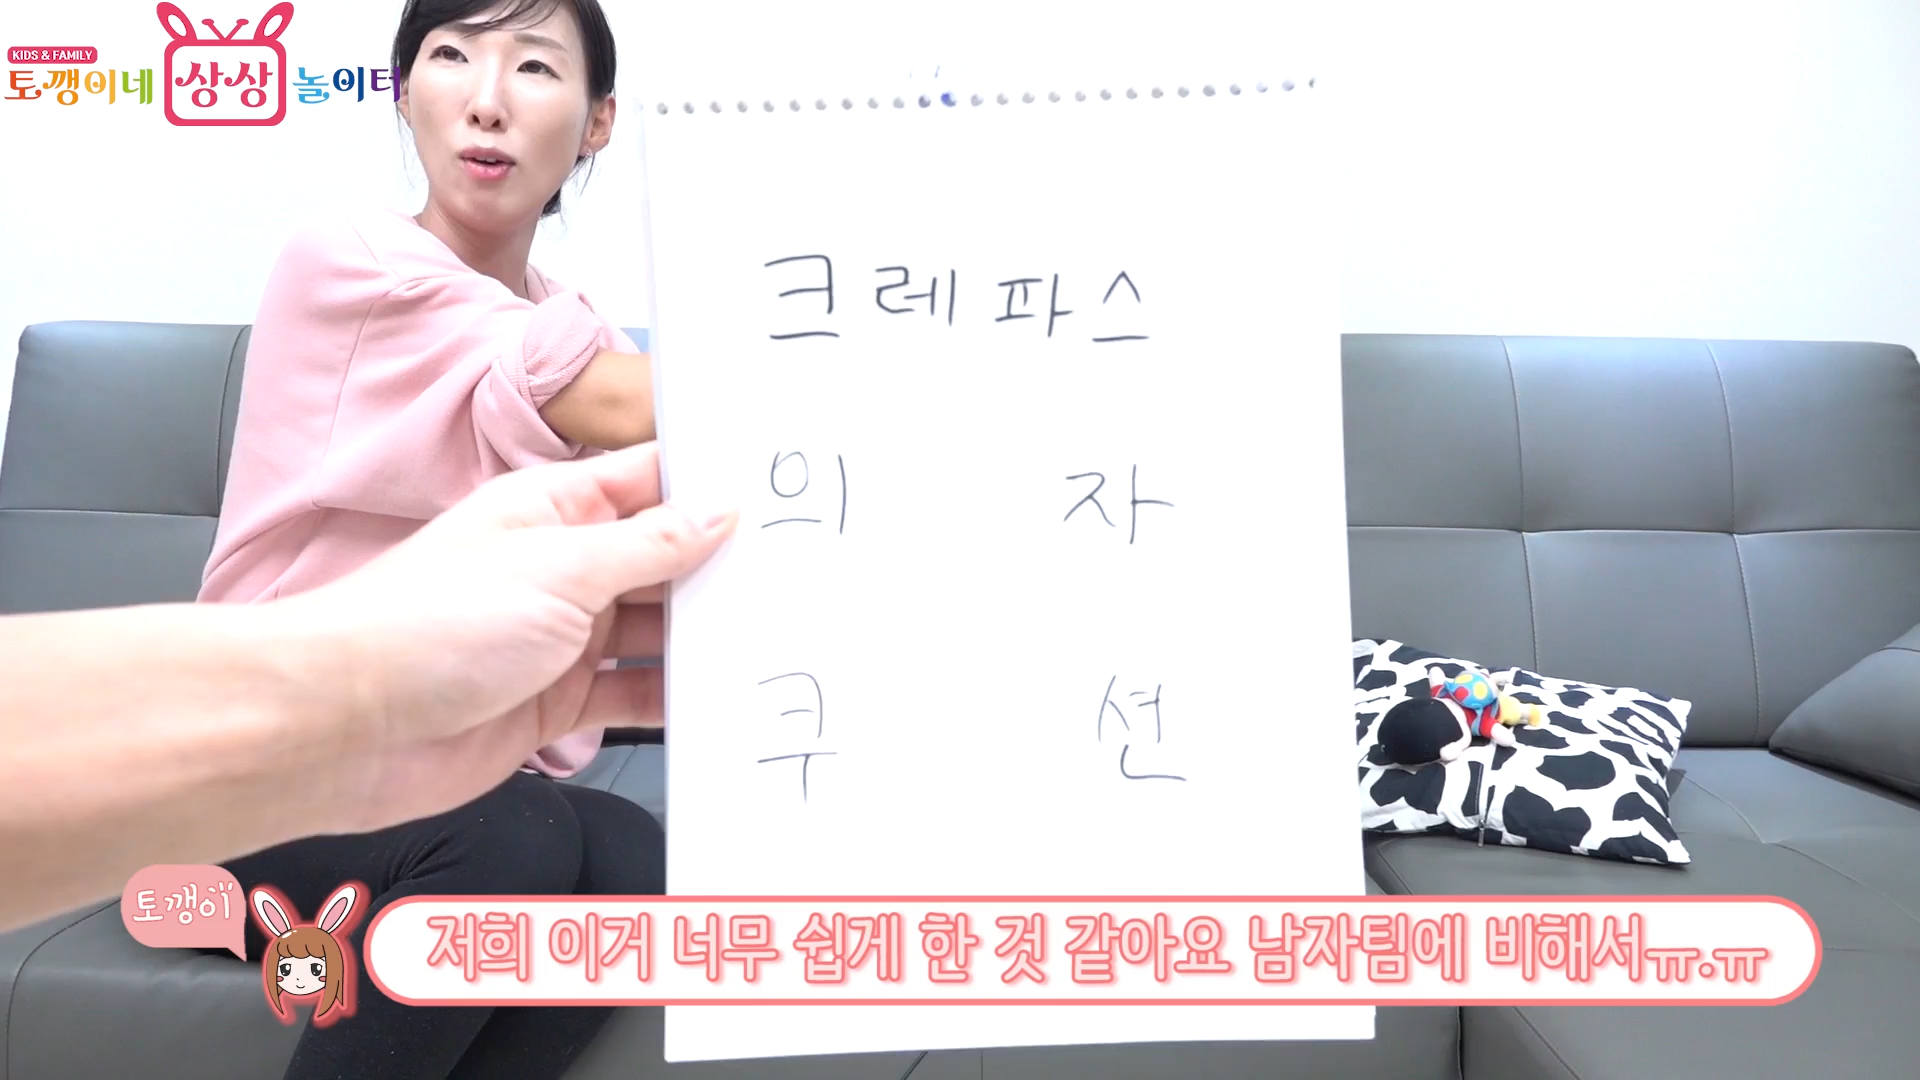 KIDS & FAMILY
토깽이네 상상 놀이터
크레파스
의 자
쿠 션
토깽이
저희 이거 너무 쉽게 한 것 같아요 남자팀에 비해서ㅠ.ㅠ